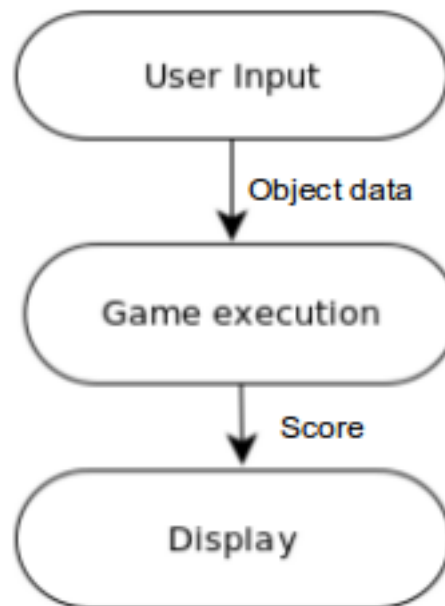 User Input
Object data
Game execution
Score
Display